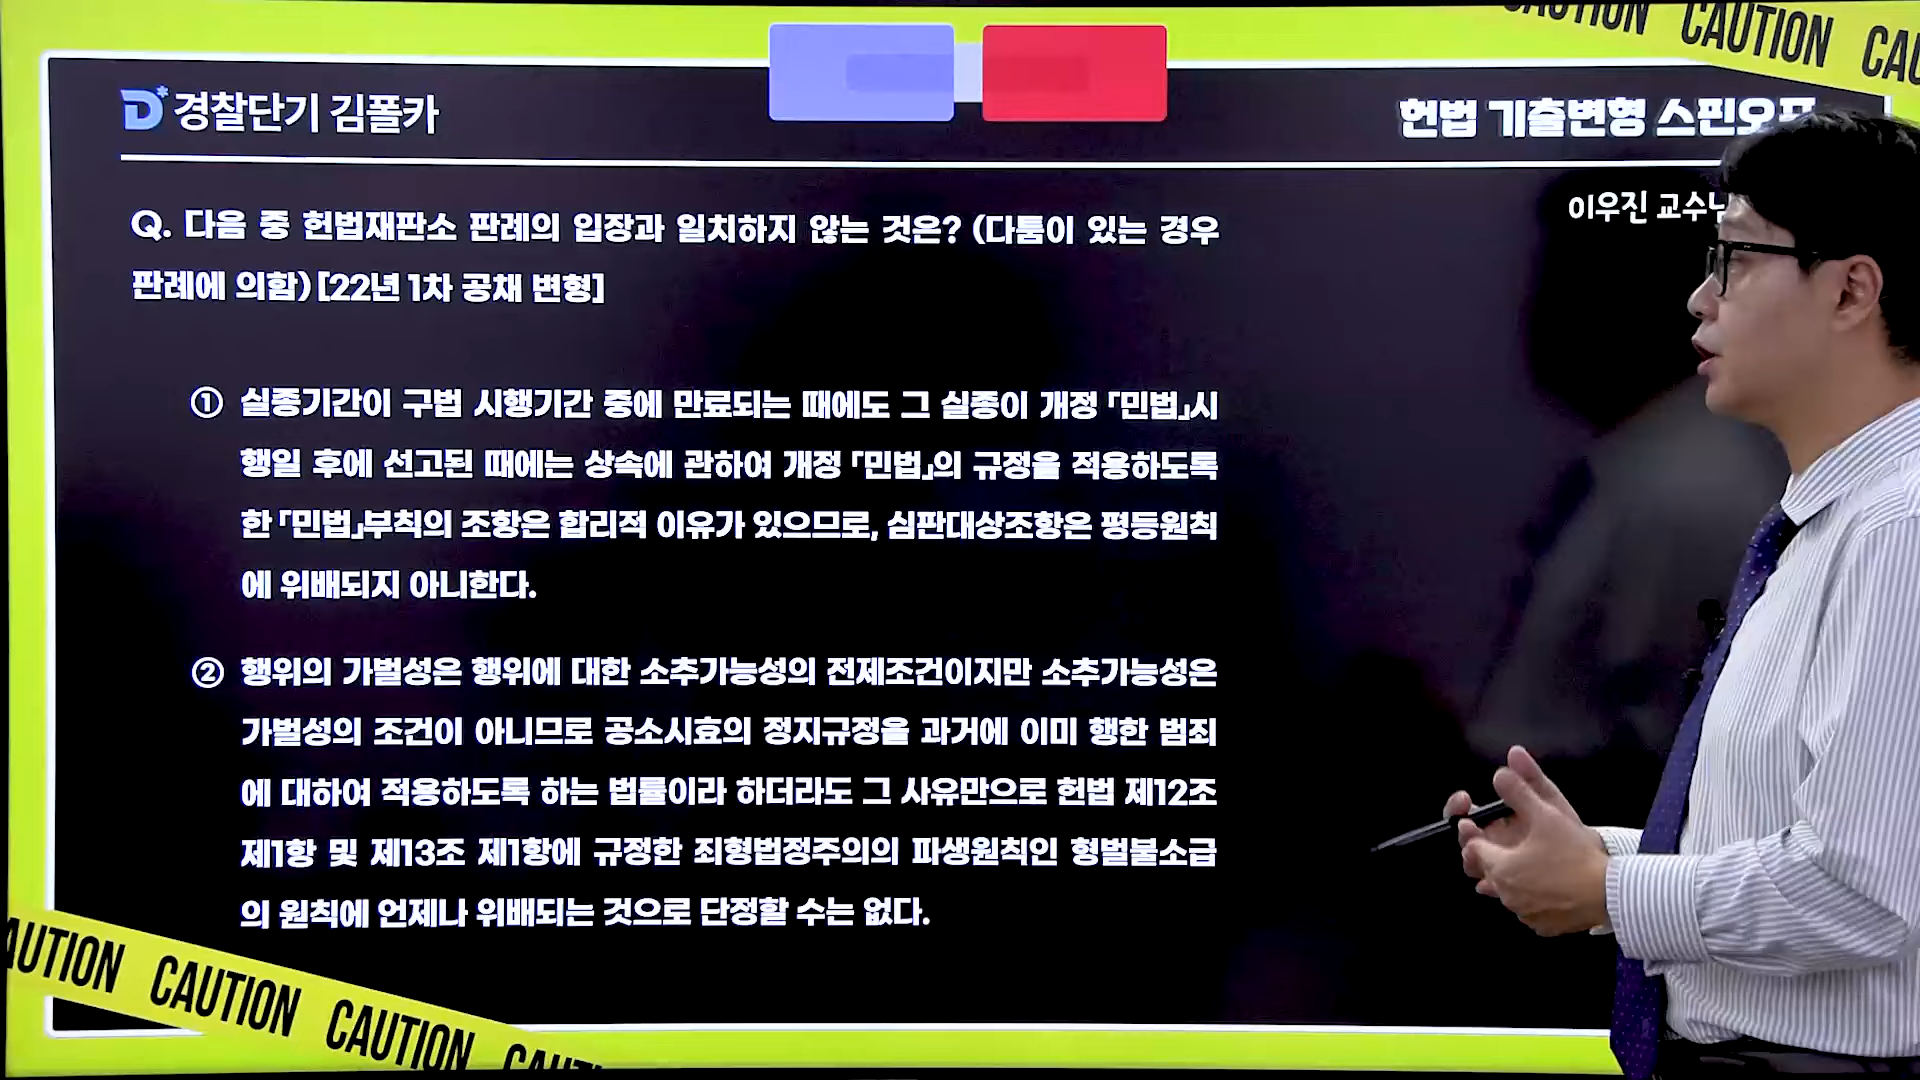 CAUTION CAUTION
경찰단기 김폴카
헌법 기출변형 스핀오프
이우진 교수님
Q. 다음 중 헌법재판소 판례의 입장과 일치하지 않는 것은? (다툼이 있는 경우
판례에 의함) [22년 1차 공채 변형]
① 실종기간이 구법 시행기간 중에 만료되는 때에도 그 실종이 개정 「민법」시
행일 후에 선고된 때에는 상속에 관하여 개정 「민법」의 규정을 적용하도록
한 「민법」부칙의 조항은 합리적 이유가 있으므로, 심판대상조항은 평등원칙
에 위배되지 아니한다.
② 행위의 가벌성은 행위에 대한 소추가능성의 전제조건이지만 소추가능성은
가벌성의 조건이 아니므로 공소시효의 정지규정을 과거에 이미 행한 범죄
에 대하여 적용하도록 하는 법률이라 하더라도 그 사유만으로 헌법 제12조
제1항 및 제13조 제1항에 규정한 죄형법정주의의 파생원칙인 형벌불소급
의 원칙에 언제나 위배되는 것으로 단정할 수는 없다.
CAUTION CAUTION CAUTION